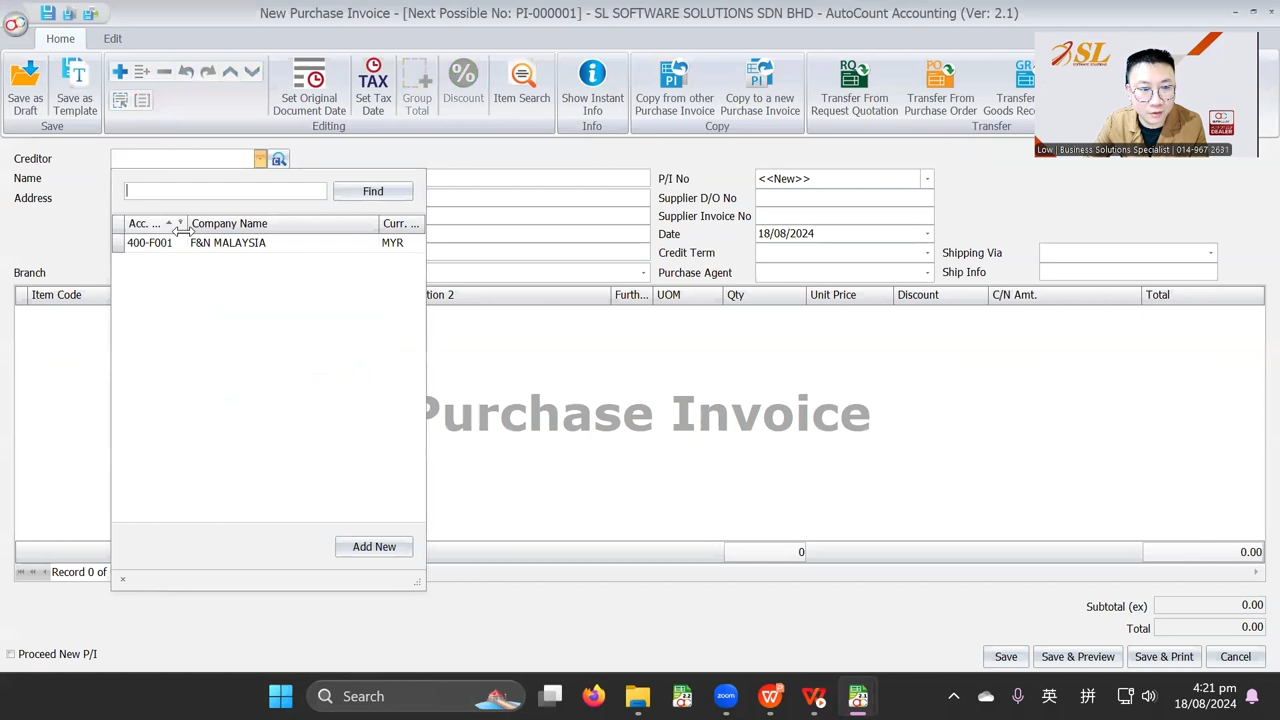 New Purchase Invoice - [Next Possible No: PI-000001] - SL SOFTWARE SOLUTIONS SDN BHD - AutoCount Accounting (Ver: 2.1)
Home Edit
Save as Draft
Save as Template
Save
Set Original Document Date
Set Tax Date
Group Total
Discount
Item Search
Editing
Show Instant Info
Info
Copy from other Purchase Invoice
Copy to a new Purchase Invoice
Copy
Transfer From Request Quotation
Transfer From Purchase Order
Transfer
Goods Rec
Transfer
TAX
PI
PI
RQ
PO
GR
SL
Low | Business Solutions Specialist | 014-967 2631
Creditor
Name
Address
Branch
Find
Acc. ... Company Name Curr. ...
400-F001 F&N MALAYSIA MYR
Add New
P/I No <<New>>
Supplier D/O No
Supplier Invoice No
Date 18/08/2024
Credit Term
Purchase Agent
Shipping Via
Ship Info
Item Code tion 2 Furth... UOM Qty Unit Price Discount C/N Amt. Total
Purchase Invoice
0 0.00
Record 0 of
Subtotal (ex) 0.00
Total 0.00
Proceed New P/I
Save Save & Preview Save & Print Cancel
Search
zoom
英 拼
4:21 pm
18/08/2024